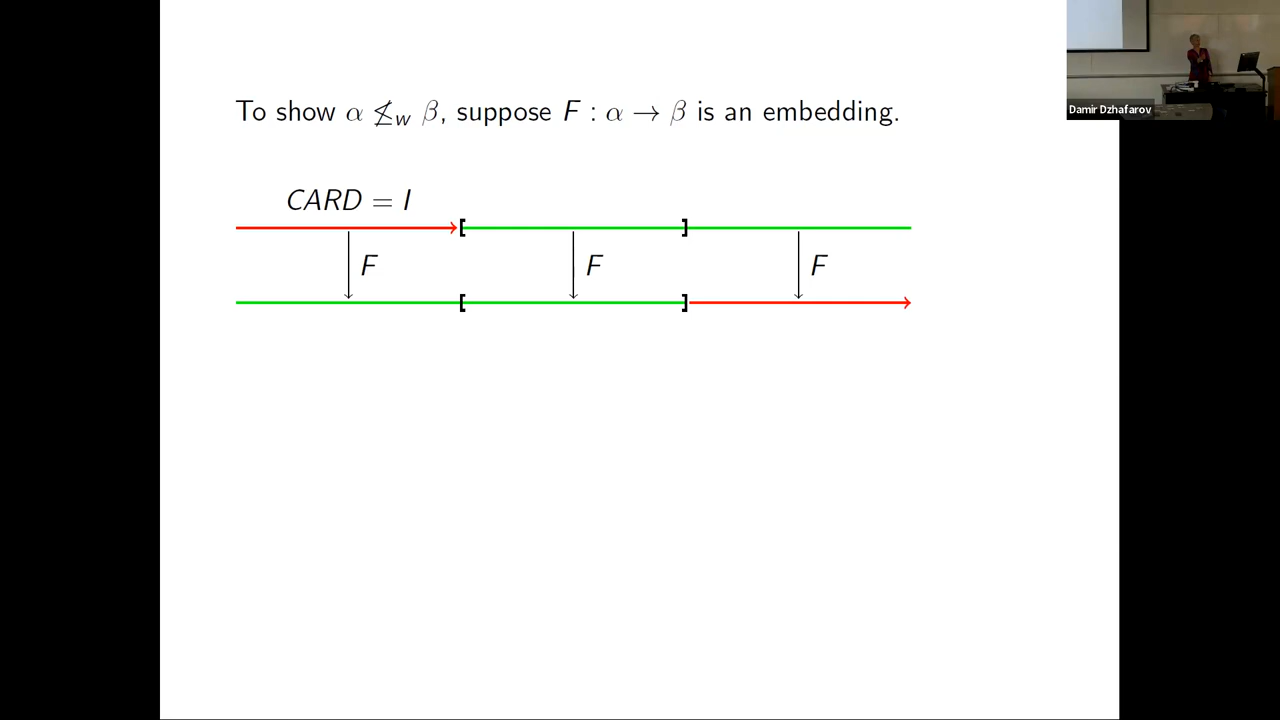 To show α ≰_w β, suppose F : α → β is an embedding.
CARD = I
F F F
Damir Dzhafarov